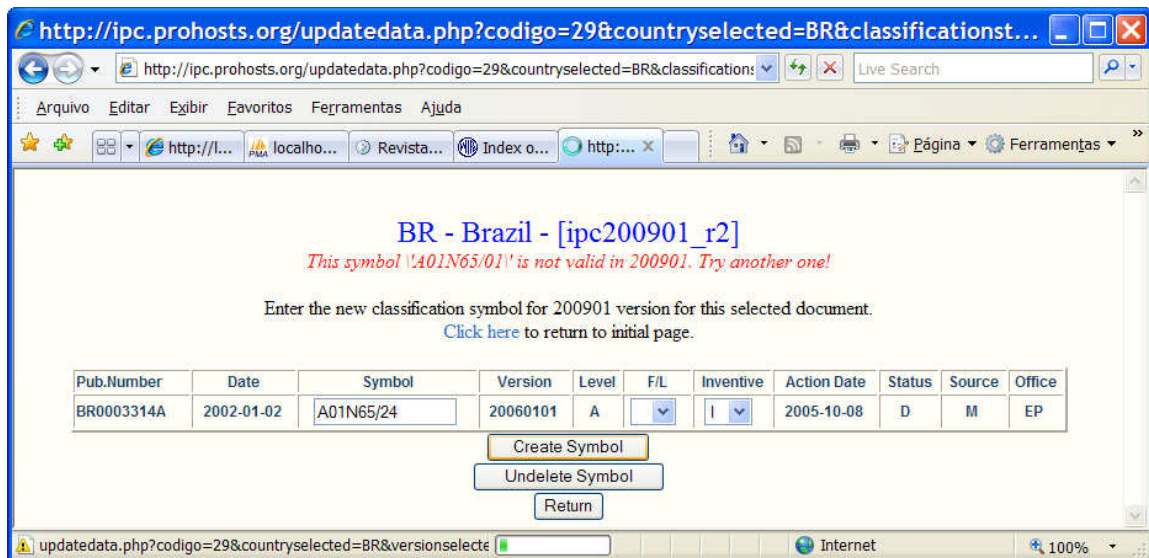 http://ipc.prohosts.org/updatedata.php?codigo=29&countryselected=BR&classificationst...
http://ipc.prohosts.org/updatedata.php?codigo=29&countryselected=BR&classifications
Live Search
Arquivo Editar Exibir Favoritos Ferramentas Ajuda
http://l... localho... Revista... Index o... http:... Página Ferramentas »
BR - Brazil - [ipc200901_r2]
This symbol \'A01N65/01\' is not valid in 200901. Try another one!
Enter the new classification symbol for 200901 version for this selected document.
Click here to return to initial page.
Pub.Number Date Symbol Version Level F/L Inventive Action Date Status Source Office
BR0003314A 2002-01-02 A01N65/24 20060101 A I 2005-10-08 D M EP
Create Symbol
Undelete Symbol
Return
updatedata.php?codigo=29&countryselected=BR&versionselecte Internet 100%